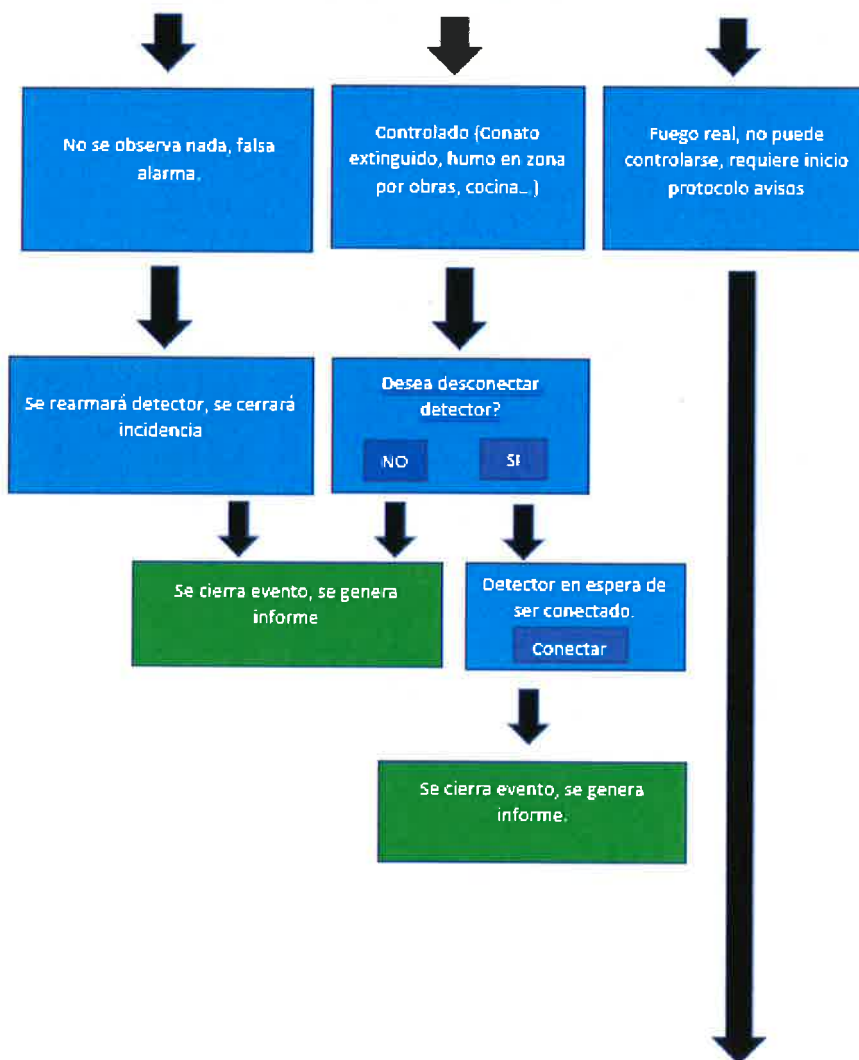 No se observa nada, falsa
alarma.
Controlado (Conato
extinguido, humo en zona
por obras, cocina...)
Fuego real, no puede
controlarse, requiere inicio
protocolo avisos
Se rearmará detector, se cerrará
incidencia
Desea desconectar
detector?
NO
SI
Se cierra evento, se genera
informe
Detector en espera de
ser conectado.
Conectar
Se cierra evento, se genera
informe.